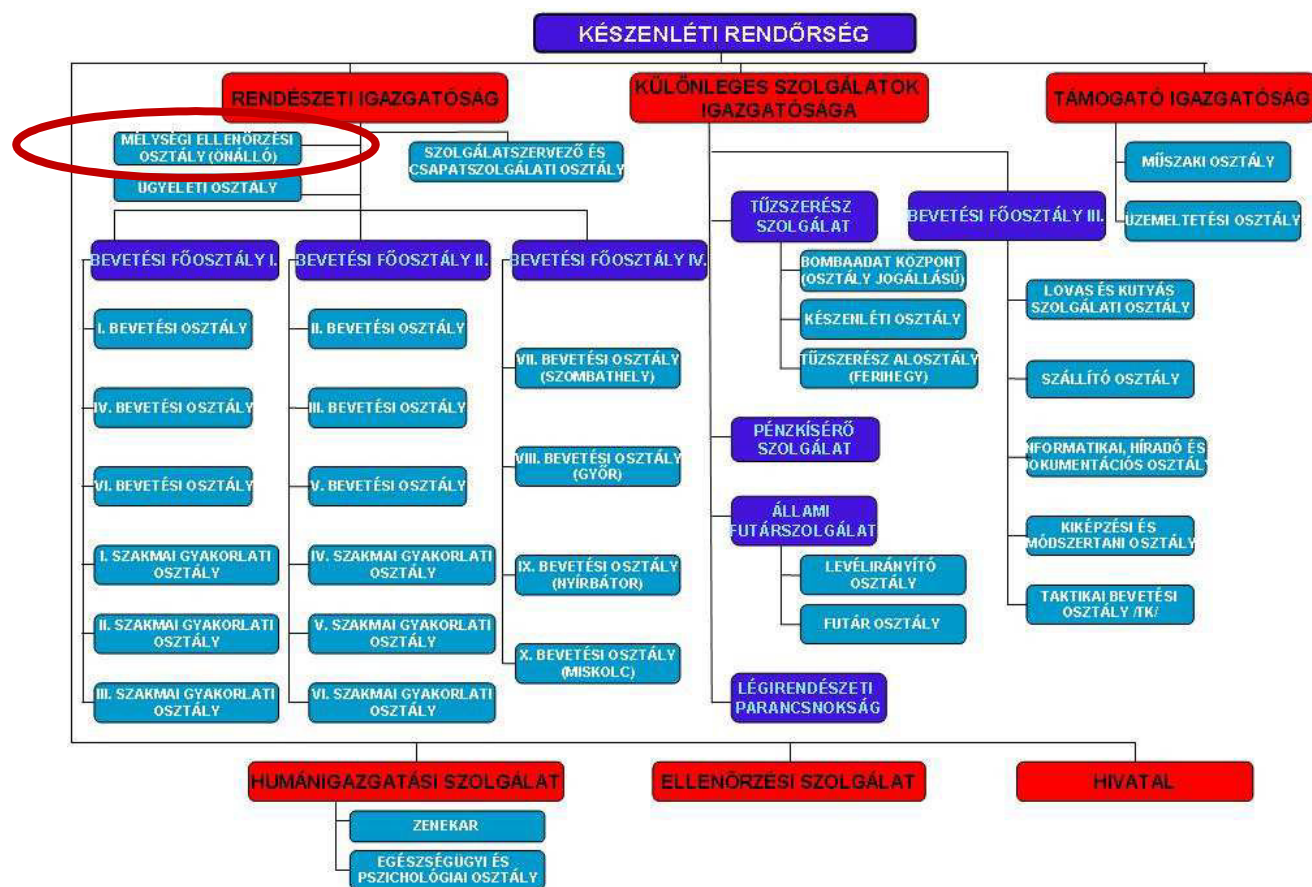 KÉSZENLÉTI RENDŐRSÉG
RENDÉSZETI IGAZGATÓSÁG
KÜLÖNLEGES SZOLGÁLATOK
IGAZGATÓSÁGA
TÁMOGATÓ IGAZGATÓSÁG
MÉLYSÉGI ELLENŐRZÉSI
OSZTÁLY (ÖNÁLLÓ)
SZOLGÁLATSZERVEZŐ ÉS
CSAPATSZOLGÁLATI OSZTÁLY
ÜGYELETI OSZTÁLY
MŰSZAKI OSZTÁLY
ÜZEMELTETÉSI OSZTÁLY
BEVETÉSI FŐOSZTÁLY I.
I. BEVETÉSI OSZTÁLY
IV. BEVETÉSI OSZTÁLY
VI. BEVETÉSI OSZTÁLY
I. SZAKMAI GYAKORLATI
OSZTÁLY
II. SZAKMAI GYAKORLATI
OSZTÁLY
III. SZAKMAI GYAKORLATI
OSZTÁLY
BEVETÉSI FŐOSZTÁLY II.
II. BEVETÉSI OSZTÁLY
III. BEVETÉSI OSZTÁLY
V. BEVETÉSI OSZTÁLY
IV. SZAKMAI GYAKORLATI
OSZTÁLY
V. SZAKMAI GYAKORLATI
OSZTÁLY
VI. SZAKMAI GYAKORLATI
OSZTÁLY
BEVETÉSI FŐOSZTÁLY IV.
VII. BEVETÉSI OSZTÁLY
(SZOMBATHELY)
VIII. BEVETÉSI OSZTÁLY
(GYŐR)
IX. BEVETÉSI OSZTÁLY
(NYÍRBÁTOR)
X. BEVETÉSI OSZTÁLY
(MISKOLC)
TŰZSZERÉSZ
SZOLGÁLAT
BOMBAADAT KÖZPONT
(OSZTÁLY JOGÁLLÁSÚ)
KÉSZENLÉTI OSZTÁLY
TŰZSZERÉSZ ALOSZTÁLY
(FERIHEGY)
PÉNZKÍSÉRŐ
SZOLGÁLAT
ÁLLAMI
FUTÁRSZOLGÁLAT
LEVÉLIRÁNYÍTÓ
OSZTÁLY
FUTÁR OSZTÁLY
LÉGIRENDÉSZETI
PARANCSNOKSÁG
BEVETÉSI FŐOSZTÁLY III.
LOVAS ÉS KUTYÁS
SZOLGÁLATI OSZTÁLY
SZÁLLÍTÓ OSZTÁLY
NFORMATIKAI, HÍRADÓ ÉS
OKUMENTÁCIÓS OSZTÁL
KIKÉPZÉSI ÉS
MÓDSZERTANI OSZTÁLY
TAKTIKAI BEVETÉSI
OSZTÁLY /TK/
HUMÁNIGAZGATÁSI SZOLGÁLAT
ELLENŐRZÉSI SZOLGÁLAT
HIVATAL
ZENEKAR
EGÉSZSÉGÜGYI ÉS
PSZICHOLÓGIAI OSZTÁLY